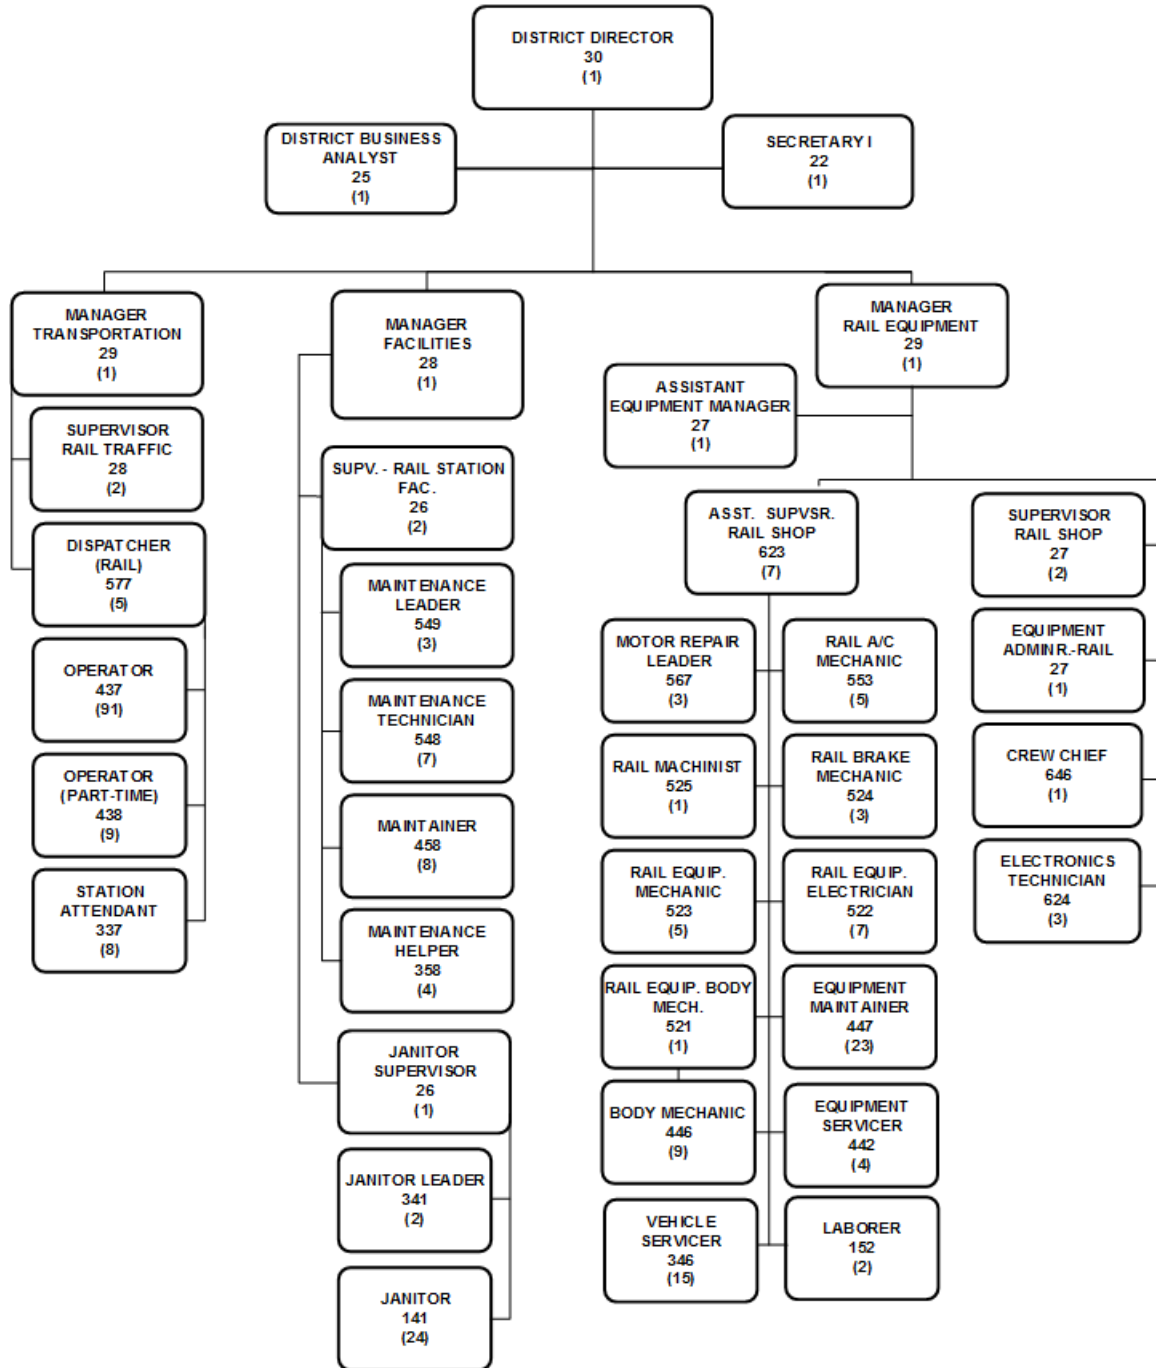 DISTRICT DIRECTOR
30
(1)
DISTRICT BUSINESS
ANALYST
25
(1)
SECRETARY I
22
(1)
MANAGER
TRANSPORTATION
29
(1)
SUPERVISOR
RAIL TRAFFIC
28
(2)
DISPATCHER
(RAIL)
577
(5)
OPERATOR
437
(91)
OPERATOR
(PART-TIME)
438
(9)
STATION
ATTENDANT
337
(8)
MANAGER
FACILITIES
28
(1)
SUPV. - RAIL STATION
FAC.
26
(2)
MAINTENANCE
LEADER
549
(3)
MAINTENANCE
TECHNICIAN
548
(7)
MAINTAINER
458
(8)
MAINTENANCE
HELPER
358
(4)
JANITOR
SUPERVISOR
26
(1)
JANITOR LEADER
341
(2)
JANITOR
141
(24)
MANAGER
RAIL EQUIPMENT
29
(1)
ASSISTANT
EQUIPMENT MANAGER
27
(1)
ASST. SUPVSR.
RAIL SHOP
623
(7)
MOTOR REPAIR
LEADER
567
(3)
RAIL A/C
MECHANIC
553
(5)
RAIL MACHINIST
525
(1)
RAIL BRAKE
MECHANIC
524
(3)
RAIL EQUIP.
MECHANIC
523
(5)
RAIL EQUIP.
ELECTRICIAN
522
(7)
RAIL EQUIP. BODY
MECH.
521
(1)
EQUIPMENT
MAINTAINER
447
(23)
BODY MECHANIC
446
(9)
EQUIPMENT
SERVICER
442
(4)
VEHICLE
SERVICER
346
(15)
LABORER
152
(2)
SUPERVISOR
RAIL SHOP
27
(2)
EQUIPMENT
ADMINR.-RAIL
27
(1)
CREW CHIEF
646
(1)
ELECTRONICS
TECHNICIAN
624
(3)